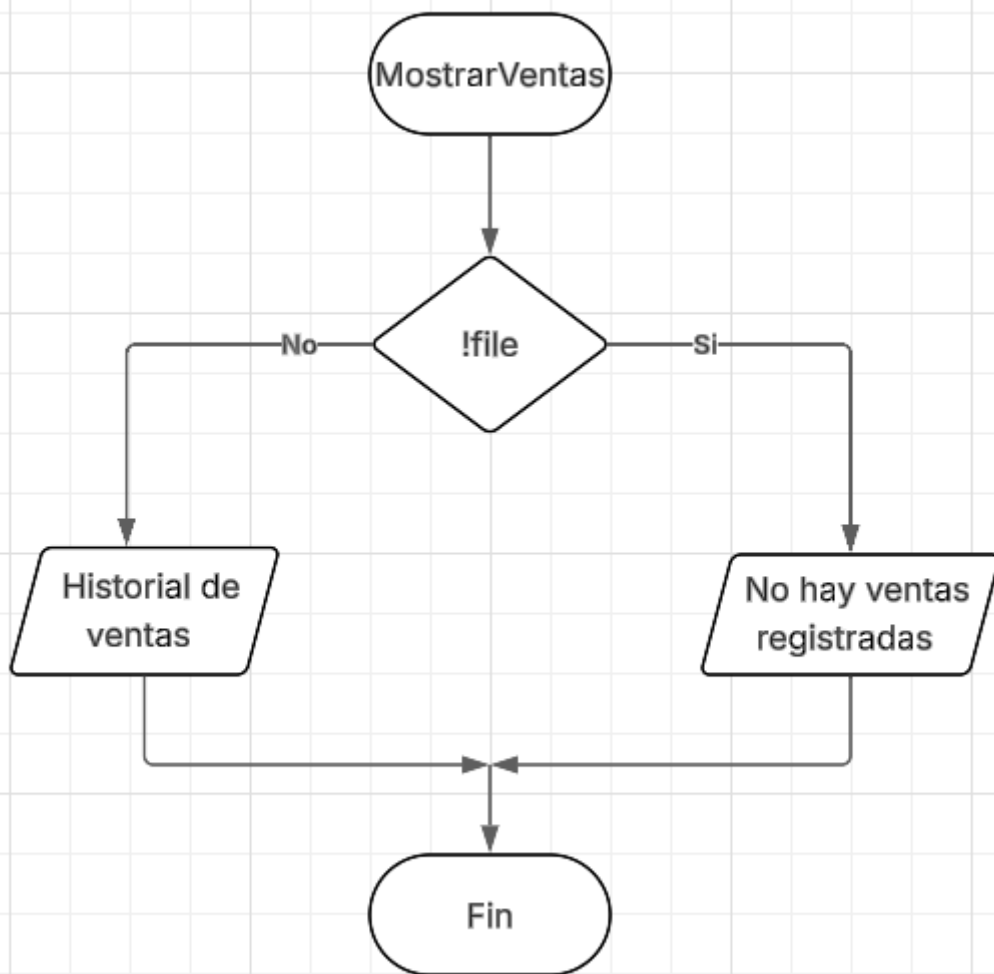 MostrarVentas
!file
No
Si
Historial de
ventas
No hay ventas
registradas
Fin